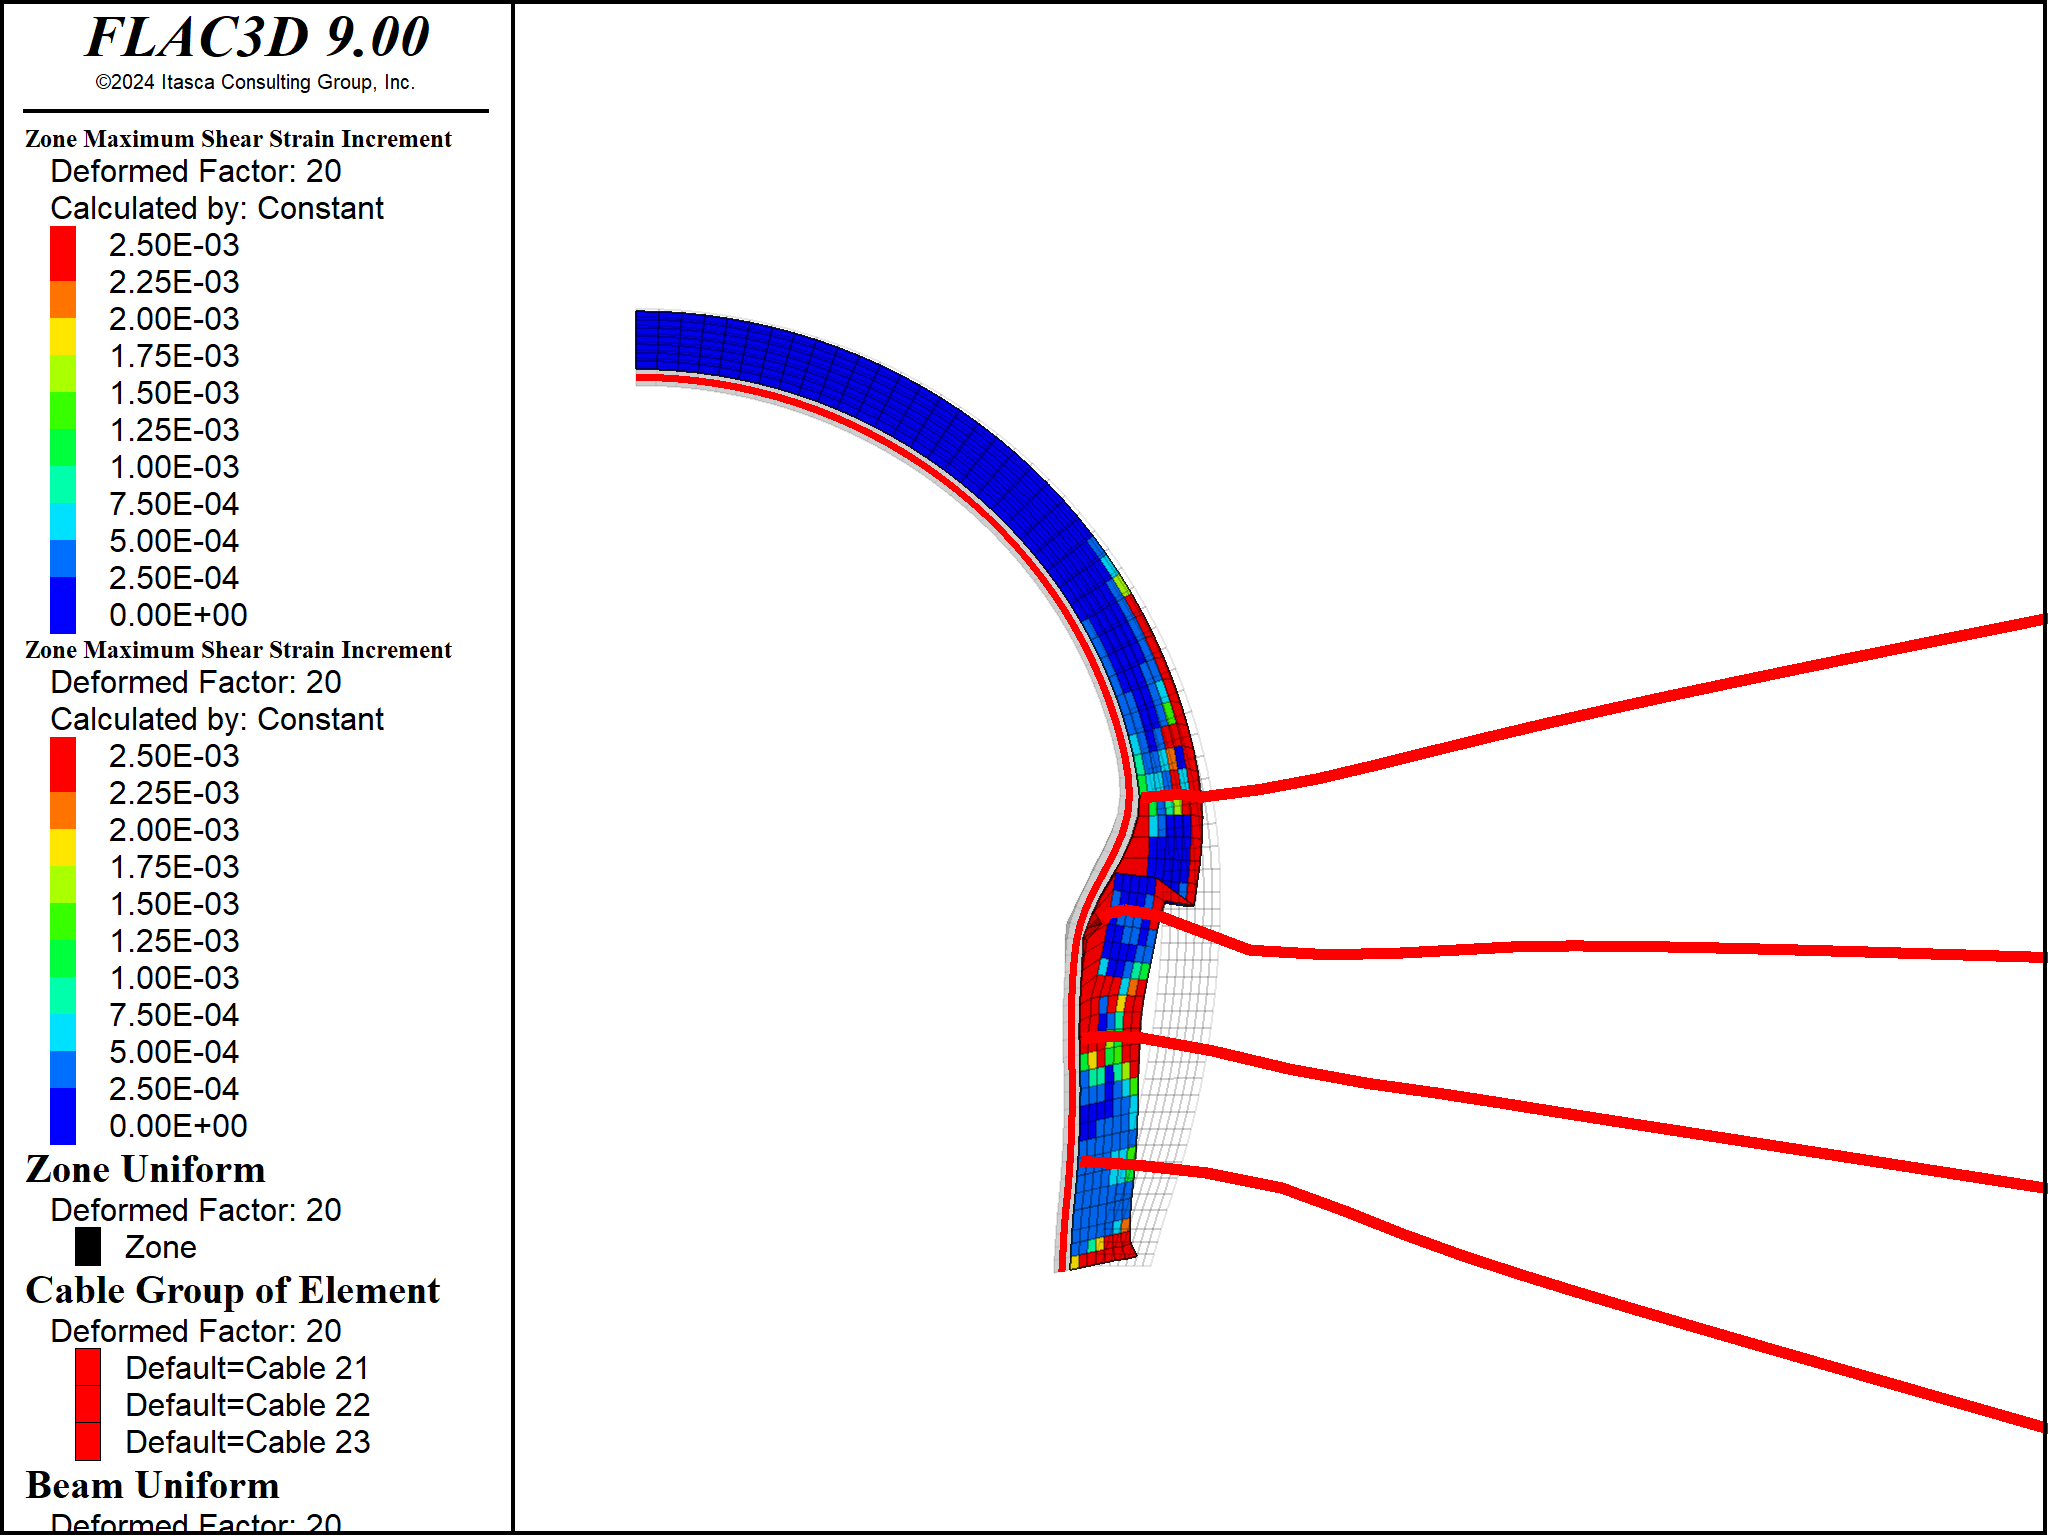 FLAC3D 9.00
©2024 Itasca Consulting Group, Inc.
Zone Maximum Shear Strain Increment
Deformed Factor: 20
Calculated by: Constant
2.50E-03
2.25E-03
2.00E-03
1.75E-03
1.50E-03
1.25E-03
1.00E-03
7.50E-04
5.00E-04
2.50E-04
0.00E+00
Zone Maximum Shear Strain Increment
Deformed Factor: 20
Calculated by: Constant
2.50E-03
2.25E-03
2.00E-03
1.75E-03
1.50E-03
1.25E-03
1.00E-03
7.50E-04
5.00E-04
2.50E-04
0.00E+00
Zone Uniform
Deformed Factor: 20
Zone
Cable Group of Element
Deformed Factor: 20
Default=Cable 21
Default=Cable 22
Default=Cable 23
Beam Uniform
Deformed Factor: 20